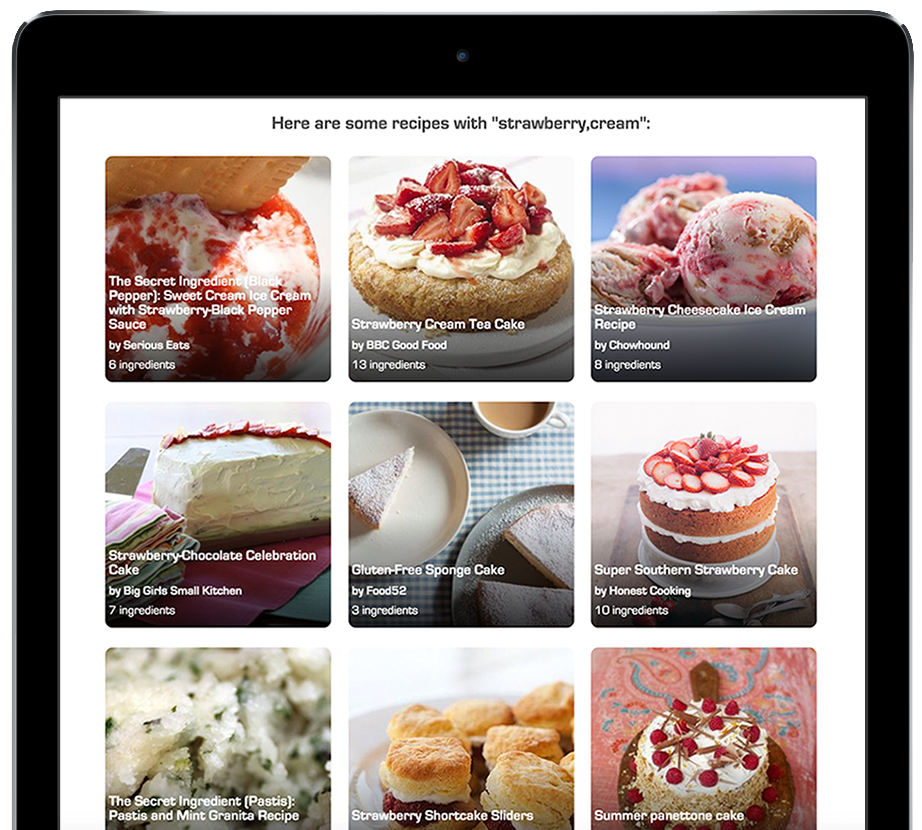 Here are some recipes with "strawberry,cream":
The Secret Ingredient (Black
Pepper): Sweet Cream Ice Cream
with Strawberry-Black Pepper
Sauce
by Serious Eats
6 ingredients
Strawberry Cream Tea Cake
by BBC Good Food
13 ingredients
Strawberry Cheesecake Ice Cream
Recipe
by Chowhound
8 ingredients
Strawberry-Chocolate Celebration
Cake
by Big Girls Small Kitchen
7 ingredients
Gluten-Free Sponge Cake
by Food52
3 ingredients
Super Southern Strawberry Cake
by Honest Cooking
10 ingredients
The Secret Ingredient (Pastis):
Pastis and Mint Granita Recipe
Strawberry Shortcake Sliders
Summer panettone cake